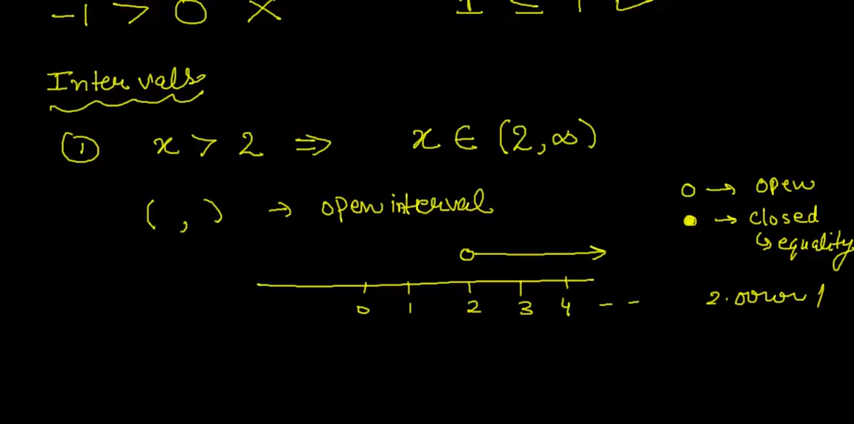 -1 > 0 ×
Intervals
① x > 2 ⇒ x ∈ (2, ∞)
( , ) → open interval
○ → open
● → closed
↳ equality
0 1 2 3 4 - -